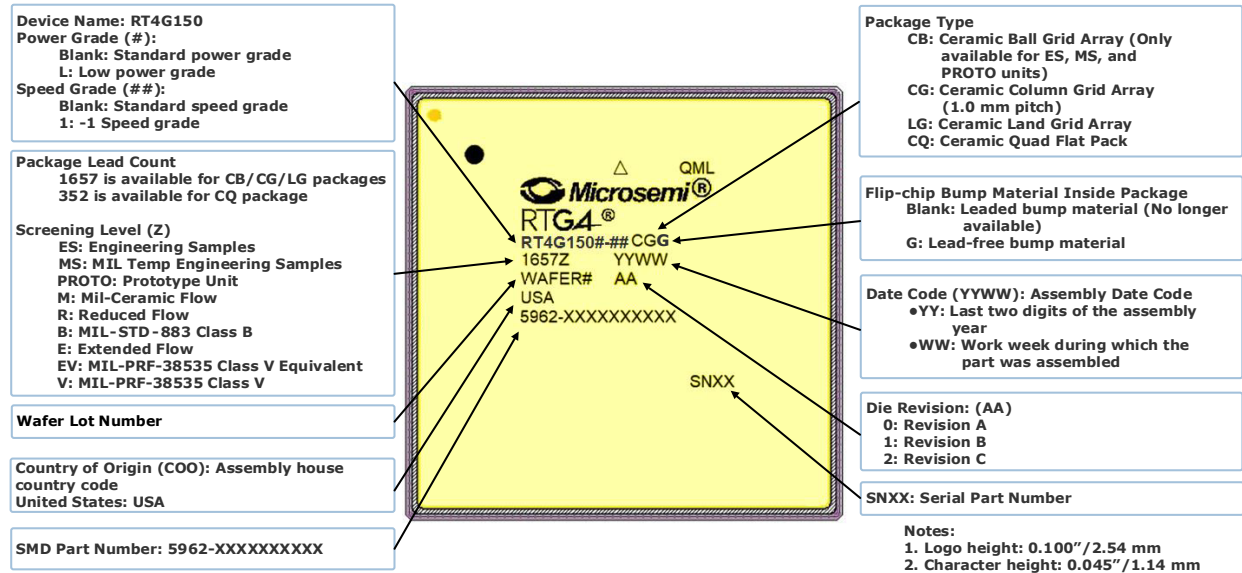 Device Name: RT4G150
Power Grade (#):
Blank: Standard power grade
L: Low power grade
Speed Grade (##):
Blank: Standard speed grade
1: -1 Speed grade
Package Lead Count
1657 is available for CB/CG/LG packages
352 is available for CQ package
Screening Level (Z)
ES: Engineering Samples
MS: MIL Temp Engineering Samples
PROTO: Prototype Unit
M: Mil-Ceramic Flow
R: Reduced Flow
B: MIL-STD-883 Class B
E: Extended Flow
EV: MIL-PRF-38535 Class V Equivalent
V: MIL-PRF-38535 Class V
Wafer Lot Number
Country of Origin (COO): Assembly house
country code
United States: USA
SMD Part Number: 5962-XXXXXXXXXX
△ QML
Microsemi®
RTG4®
RT4G150#-## CGG
1657Z YYWW
WAFER# AA
USA
5962-XXXXXXXXXX
SNXX
Package Type
CB: Ceramic Ball Grid Array (Only
available for ES, MS, and
PROTO units)
CG: Ceramic Column Grid Array
(1.0 mm pitch)
LG: Ceramic Land Grid Array
CQ: Ceramic Quad Flat Pack
Flip-chip Bump Material Inside Package
Blank: Leaded bump material (No longer
available)
G: Lead-free bump material
Date Code (YYWW): Assembly Date Code
•YY: Last two digits of the assembly
year
•WW: Work week during which the
part was assembled
Die Revision: (AA)
0: Revision A
1: Revision B
2: Revision C
SNXX: Serial Part Number
Notes:
1. Logo height: 0.100”/2.54 mm
2. Character height: 0.045”/1.14 mm